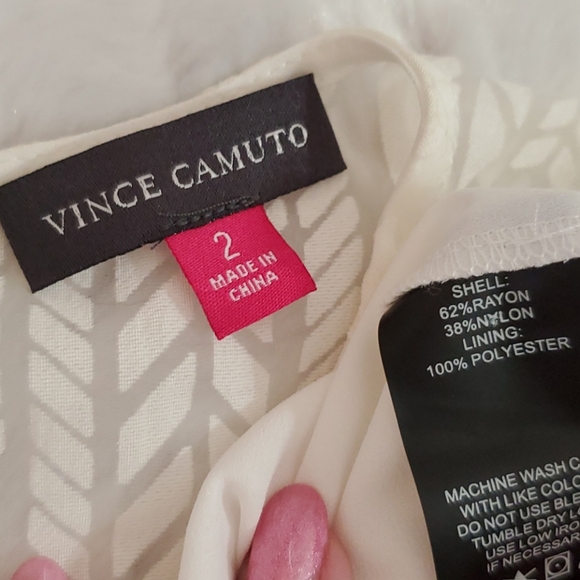 VINCE CAMUTO
2
MADE IN
CHINA
SHELL:
62%RAYON
38%NYLON
LINING:
100% POLYESTER
MACHINE WASH C
WITH LIKE COLO
DO NOT USE BLE
TUMBLE DRY LO
USE LOW IRO
IF NECESSAR